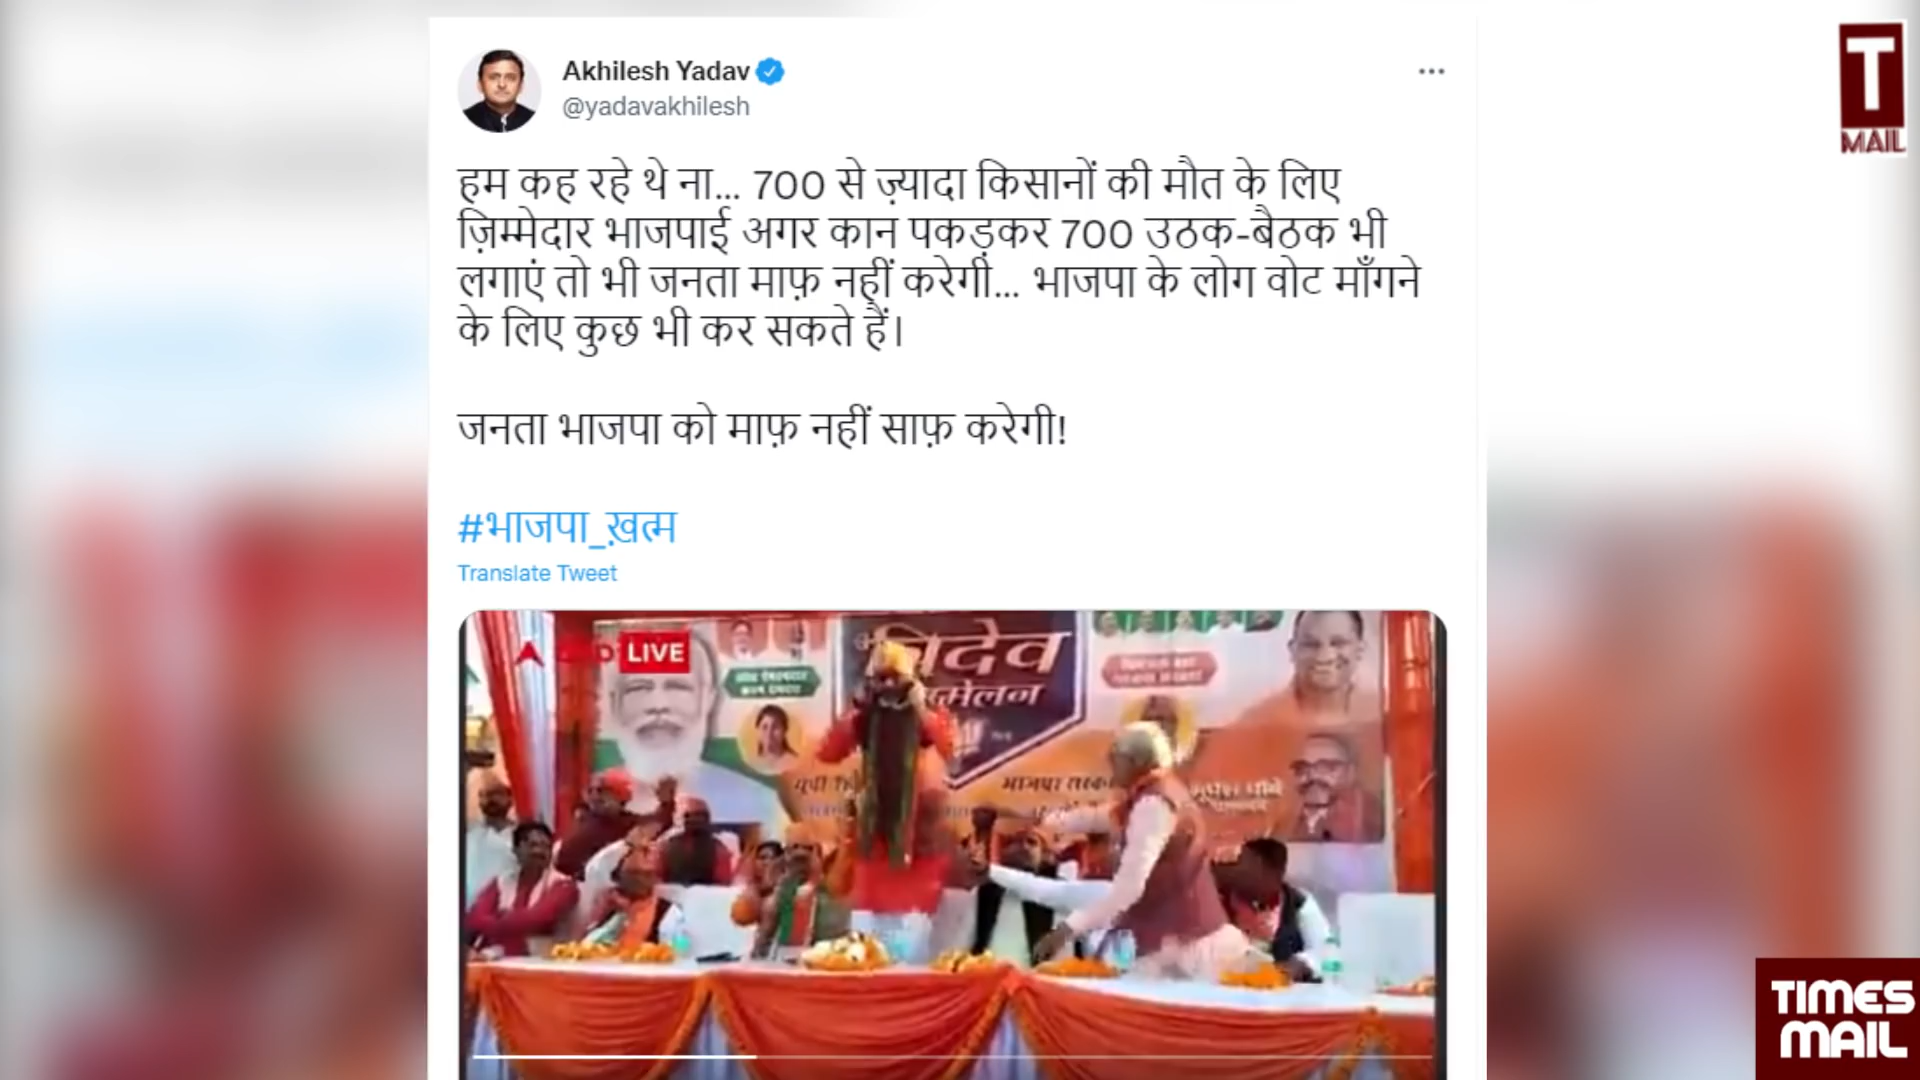 Akhilesh Yadav
@yadavakhilesh
T
MAIL
हम कह रहे थे ना... 700 से ज़्यादा किसानों की मौत के लिए
ज़िम्मेदार भाजपाई अगर कान पकड़कर 700 उठक-बैठक भी
लगाएं तो भी जनता माफ़ नहीं करेगी... भाजपा के लोग वोट माँगने
के लिए कुछ भी कर सकते हैं।
जनता भाजपा को माफ़ नहीं साफ़ करेगी!
#भाजपा_ख़त्म
Translate Tweet
LIVE
त्रिदेव
सम्मेलन
यूपी
भाजपा
TIMES
MAIL